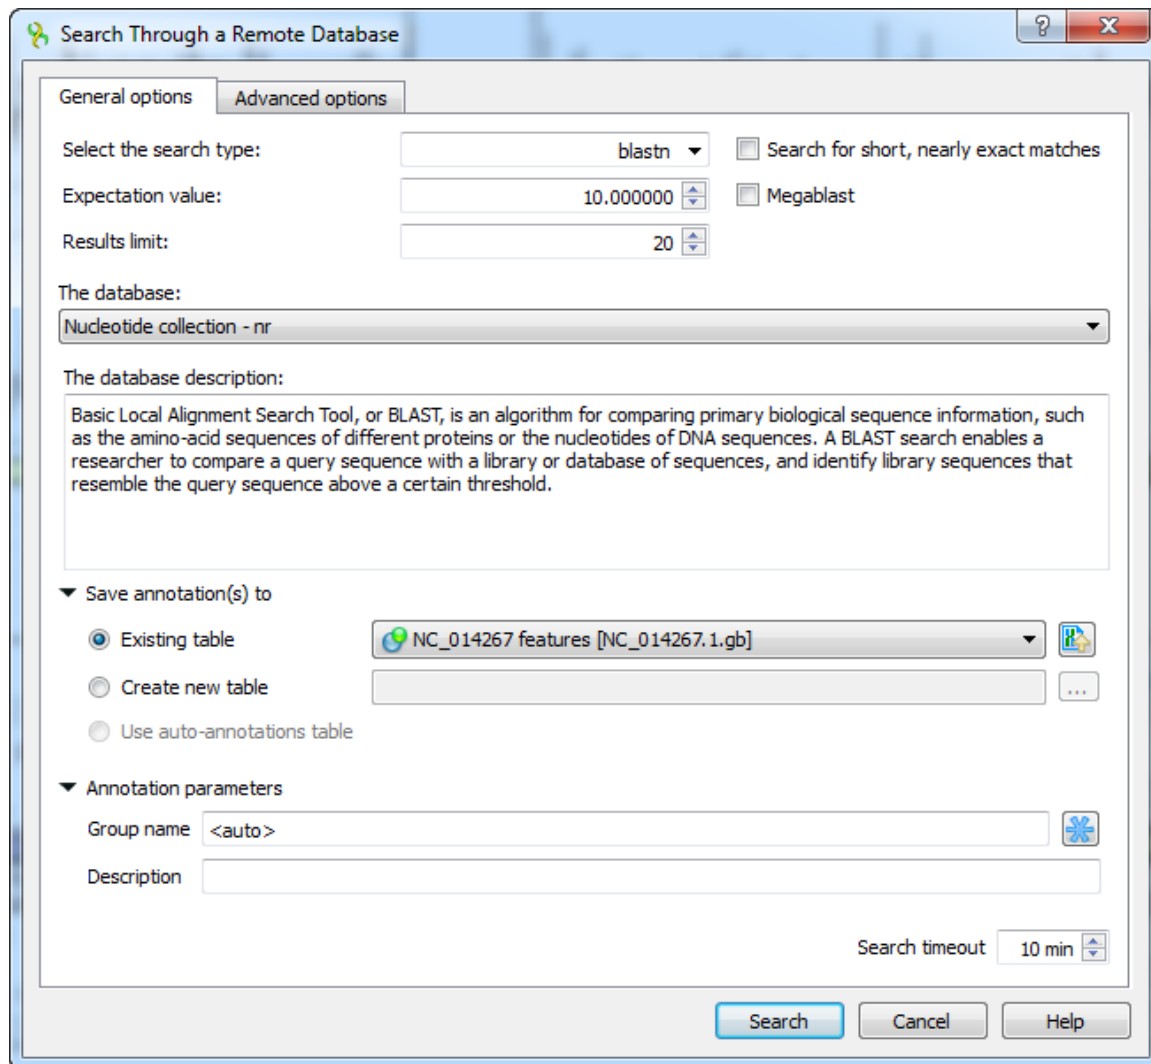 Search Through a Remote Database
General options
Advanced options
Select the search type:
blastn
Search for short, nearly exact matches
Expectation value:
10.000000
Megablast
Results limit:
20
The database:
Nucleotide collection - nr
The database description:
Basic Local Alignment Search Tool, or BLAST, is an algorithm for comparing primary biological sequence information, such
as the amino-acid sequences of different proteins or the nucleotides of DNA sequences. A BLAST search enables a
researcher to compare a query sequence with a library or database of sequences, and identify library sequences that
resemble the query sequence above a certain threshold.
Save annotation(s) to
Existing table
NC_014267 features [NC_014267.1.gb]
Create new table
...
Use auto-annotations table
Annotation parameters
Group name
<auto>
Description
Search timeout
10 min
Search
Cancel
Help